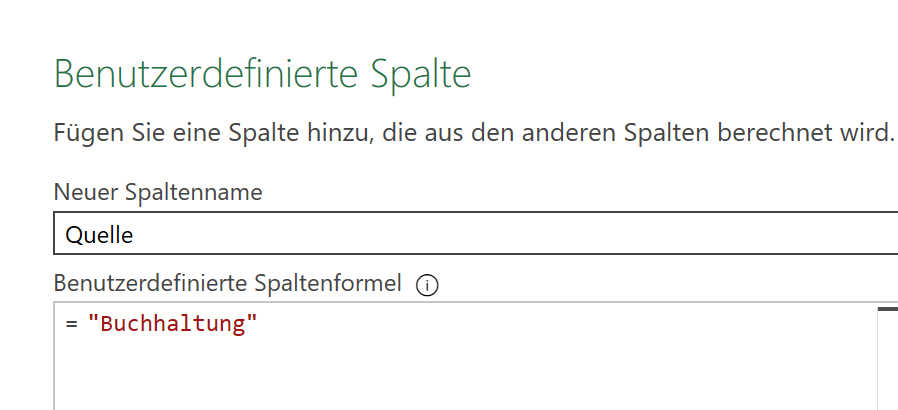 Benutzerdefinierte Spalte
Fügen Sie eine Spalte hinzu, die aus den anderen Spalten berechnet wird.
Neuer Spaltenname
Quelle
Benutzerdefinierte Spaltenformel
= "Buchhaltung"